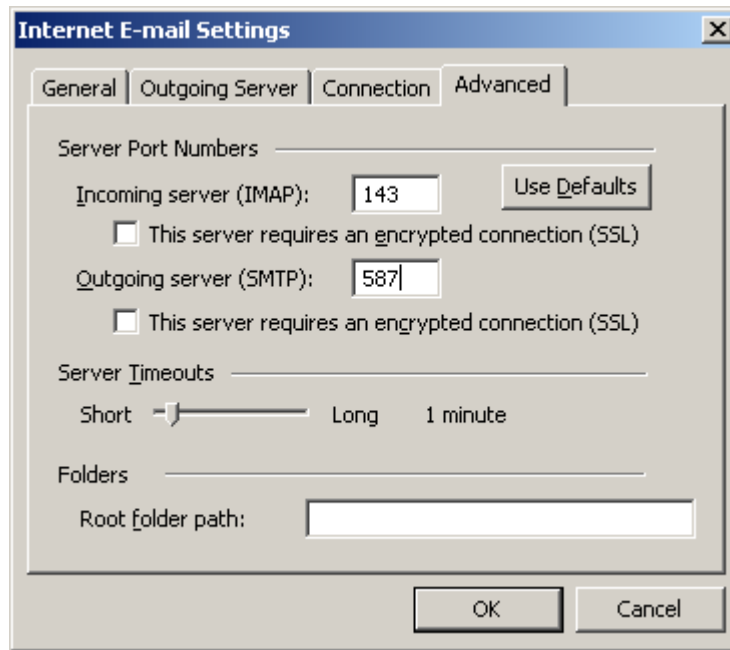 Internet E-mail Settings
General Outgoing Server Connection Advanced
Server Port Numbers
Incoming server (IMAP): 143 Use Defaults
This server requires an encrypted connection (SSL)
Outgoing server (SMTP): 587
This server requires an encrypted connection (SSL)
Server Timeouts
Short Long 1 minute
Folders
Root folder path:
OK Cancel